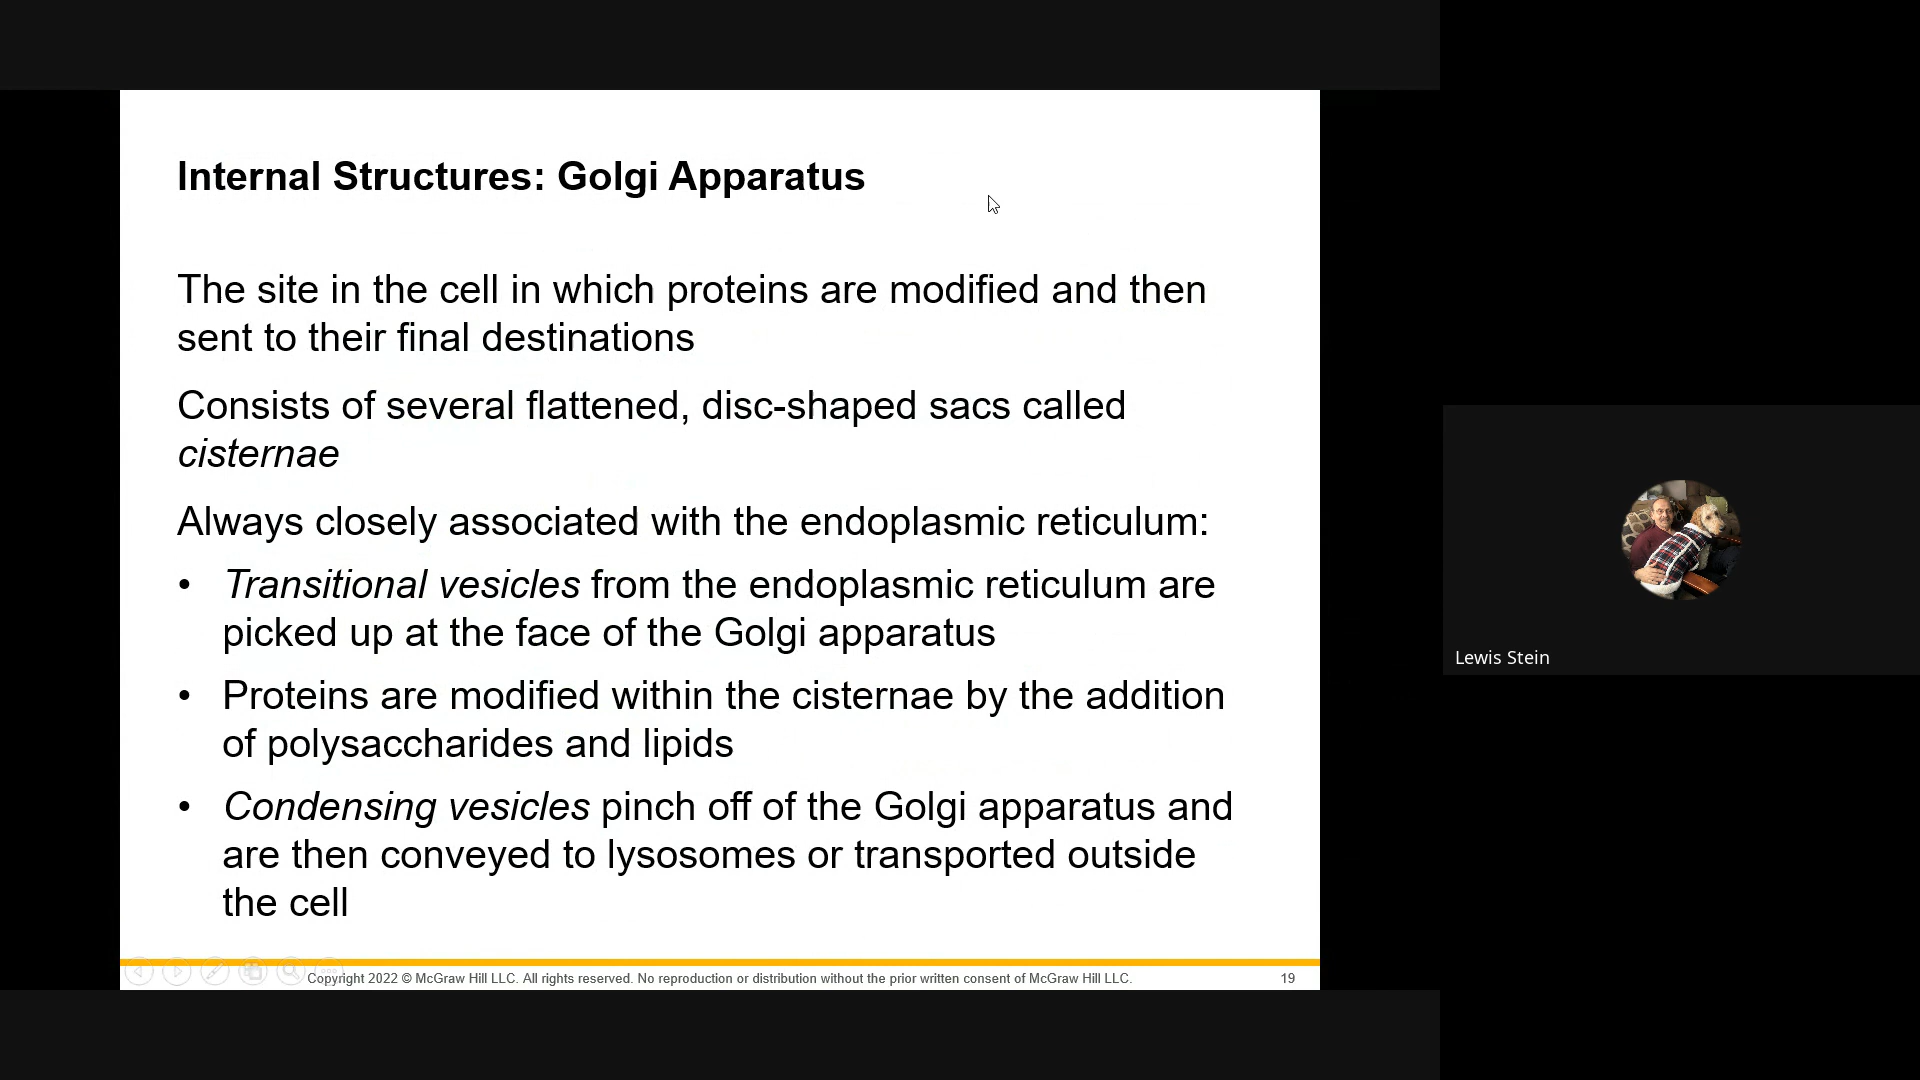 Internal Structures: Golgi Apparatus
The site in the cell in which proteins are modified and then
sent to their final destinations
Consists of several flattened, disc-shaped sacs called
cisternae
Always closely associated with the endoplasmic reticulum:
• Transitional vesicles from the endoplasmic reticulum are
picked up at the face of the Golgi apparatus
• Proteins are modified within the cisternae by the addition
of polysaccharides and lipids
• Condensing vesicles pinch off of the Golgi apparatus and
are then conveyed to lysosomes or transported outside
the cell
Copyright 2022 © McGraw Hill LLC. All rights reserved. No reproduction or distribution without the prior written consent of McGraw Hill LLC.
19
Lewis Stein